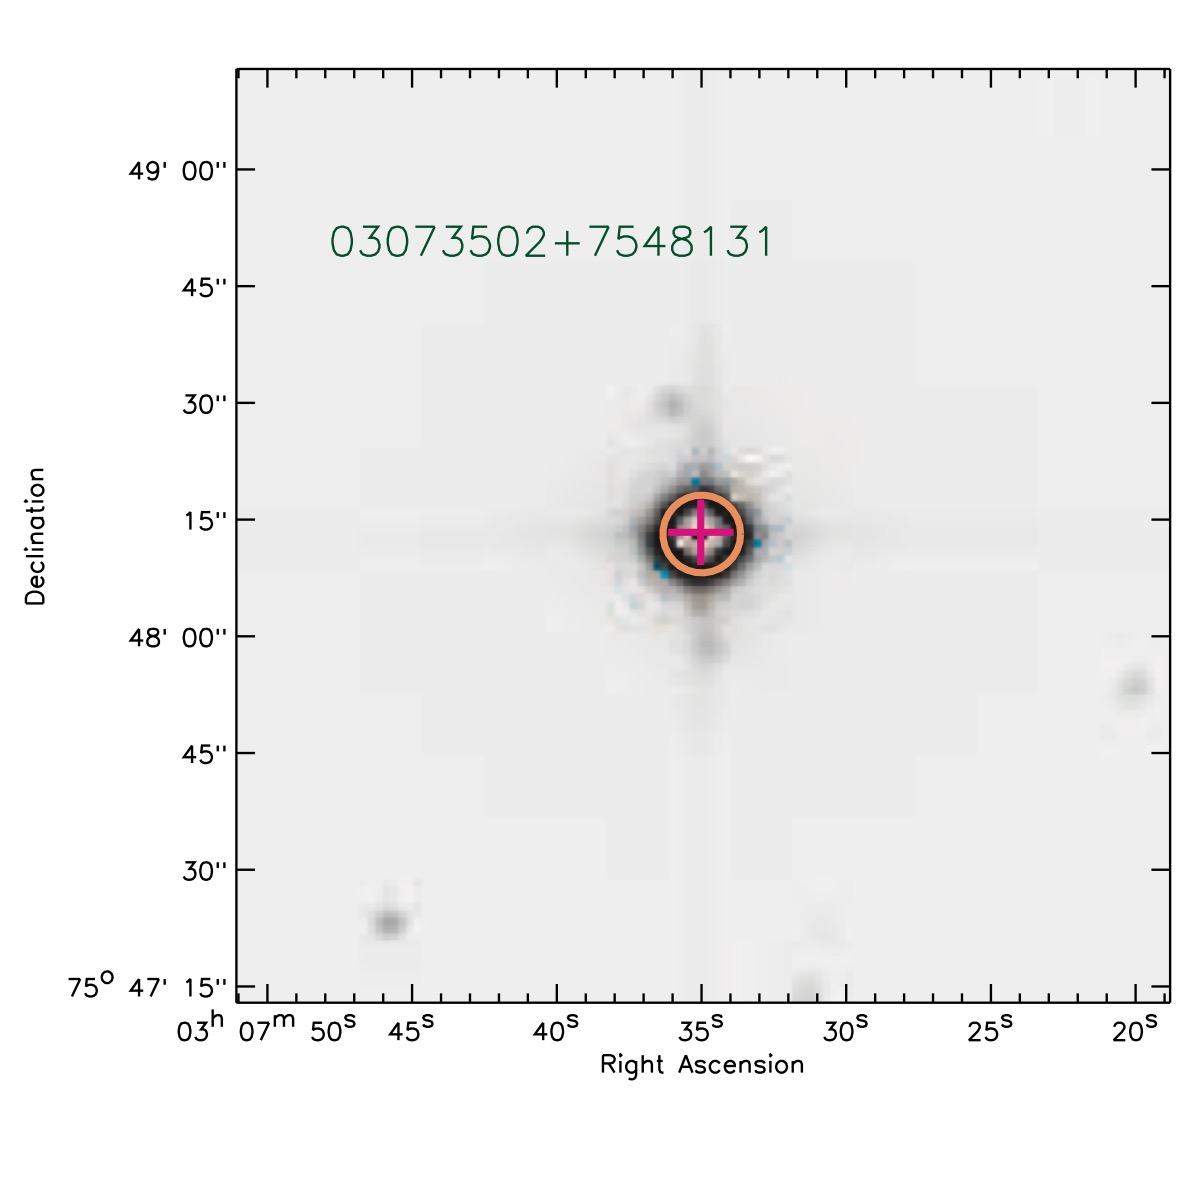 03073502+7548131
49' 00"
45"
30"
15"
48' 00"
45"
30"
75o 47' 15"
03h 07m 50s 45s 40s 35s 30s 25s 20s
Right Ascension
Declination